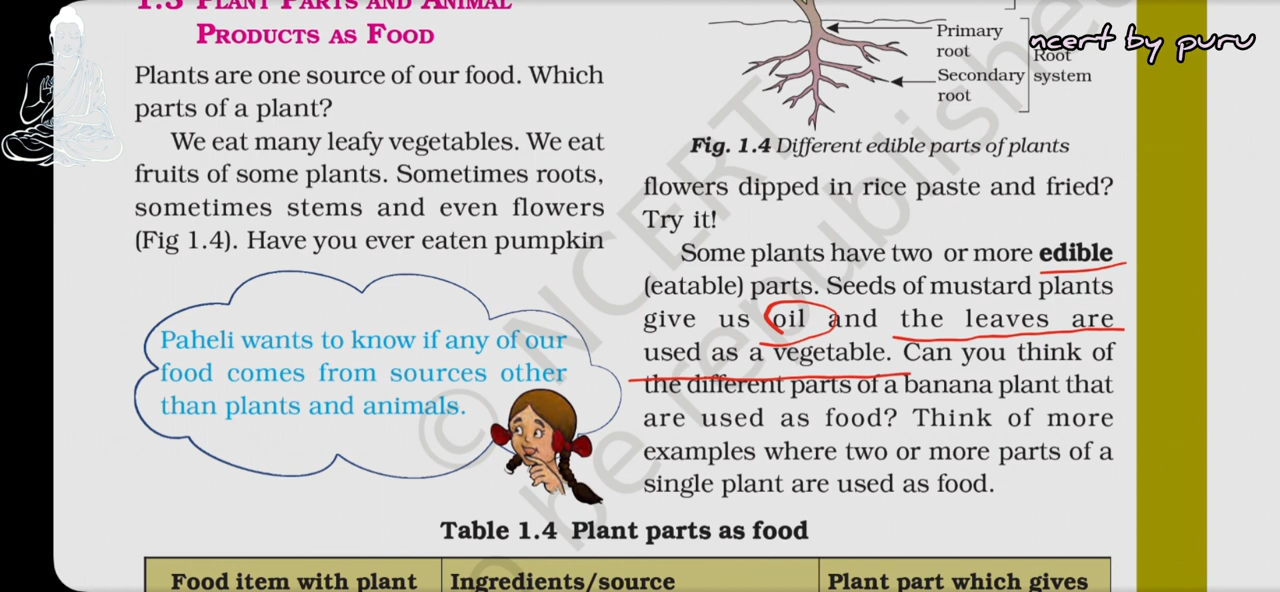 1.3 PLANT PARTS AND ANIMAL
PRODUCTS AS FOOD
Plants are one source of our food. Which
parts of a plant?
We eat many leafy vegetables. We eat
fruits of some plants. Sometimes roots,
sometimes stems and even flowers
(Fig 1.4). Have you ever eaten pumpkin
Paheli wants to know if any of our
food comes from sources other
than plants and animals.
Primary
root
Secondary
root
Root
system
ncert by puru
Fig. 1.4 Different edible parts of plants
flowers dipped in rice paste and fried?
Try it!
Some plants have two or more edible
(eatable) parts. Seeds of mustard plants
give us oil and the leaves are
used as a vegetable. Can you think of
the different parts of a banana plant that
are used as food? Think of more
examples where two or more parts of a
single plant are used as food.
Table 1.4 Plant parts as food
Food item with plant
Ingredients/source
Plant part which gives
© NCERT
be republished